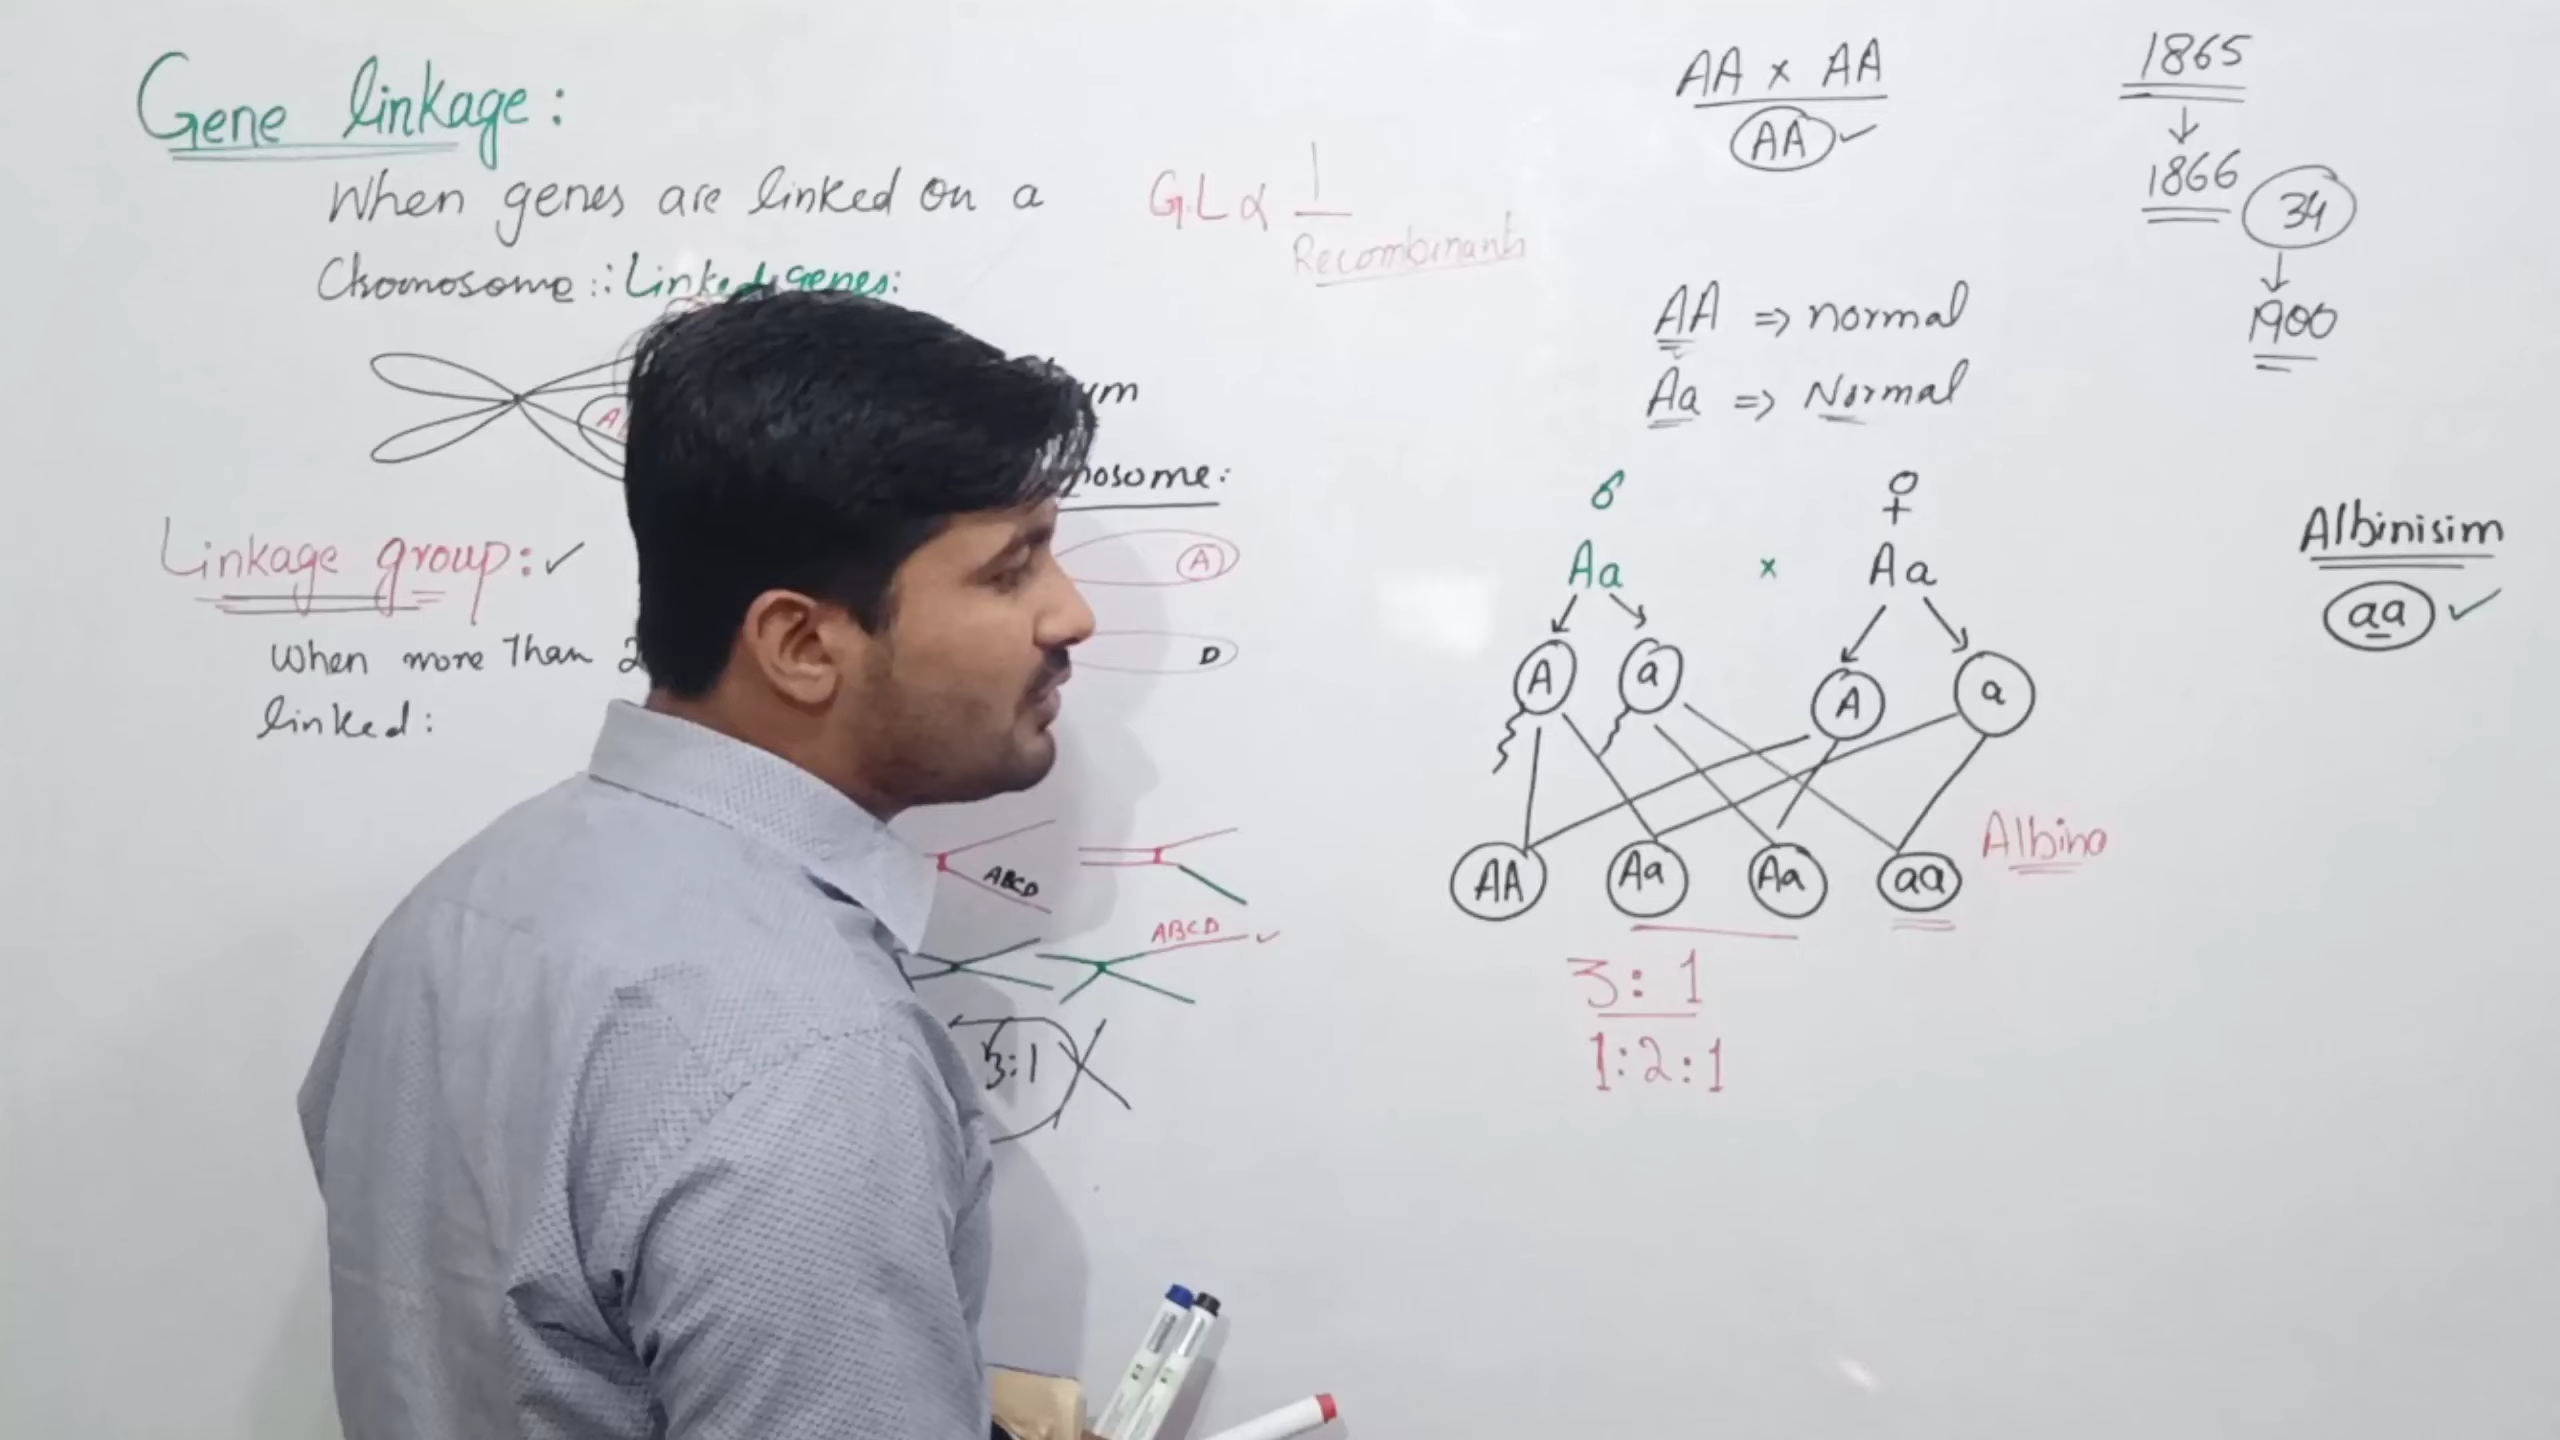 Gene linkage:
When genes are linked on a
Chromosome :: Linked genes:
A
Linkage group: ✓
When more Than 2
linked:
G.L ∝ 1
Recombinants
A
D
ABCD
ABCD ✓
3:1
AA x AA
AA ✓
1865
↓
1866
34
↓
1900
AA => normal
Aa => Normal
♂ ♀
Aa x Aa
A a A a
AA Aa Aa aa Albino
3: 1
1:2:1
Albinisim
aa ✓